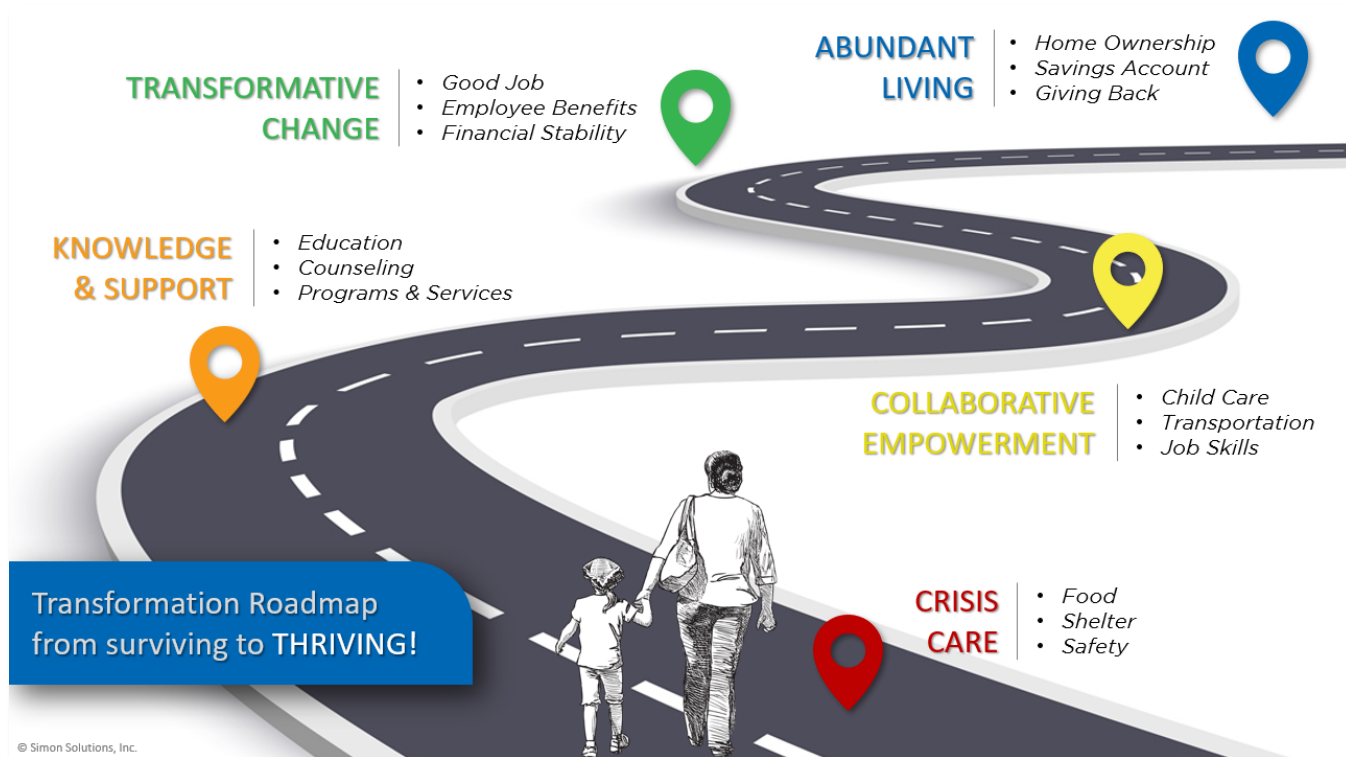 ABUNDANT
LIVING
• Home Ownership
• Savings Account
• Giving Back
TRANSFORMATIVE
CHANGE
• Good Job
• Employee Benefits
• Financial Stability
KNOWLEDGE
& SUPPORT
• Education
• Counseling
• Programs & Services
COLLABORATIVE
EMPOWERMENT
• Child Care
• Transportation
• Job Skills
CRISIS
CARE
• Food
• Shelter
• Safety
Transformation Roadmap
from surviving to THRIVING!
© Simon Solutions, Inc.